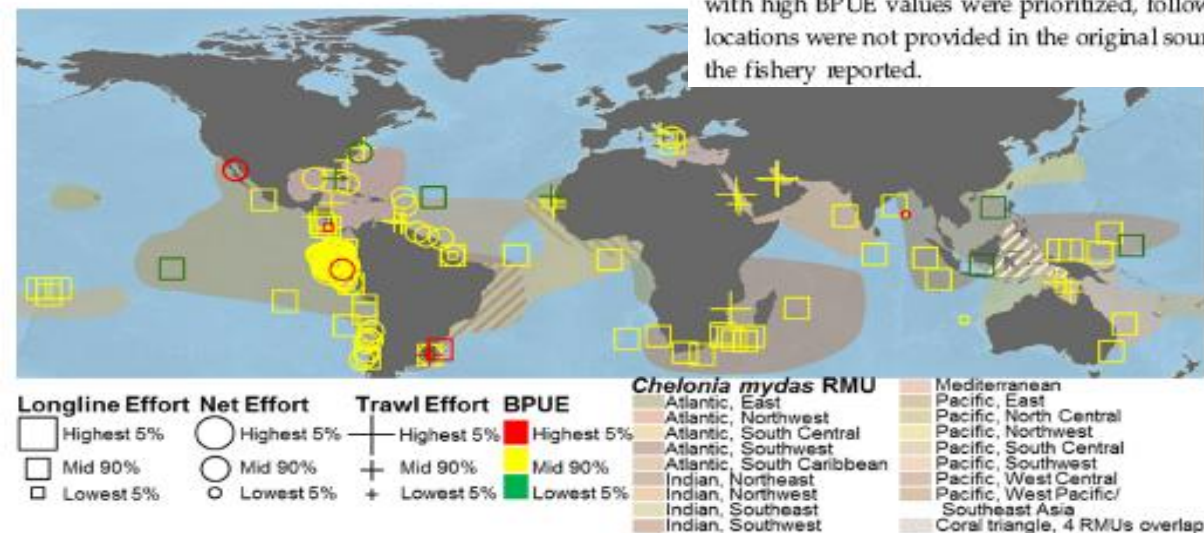 with high BPUE values were prioritized, follow
locations were not provided in the original sour
the fishery reported.
Longline Effort
Highest 5%
Mid 90%
Lowest 5%
Net Effort
Highest 5%
Mid 90%
Lowest 5%
Trawl Effort
Highest 5%
Mid 90%
Lowest 5%
BPUE
Highest 5%
Mid 90%
Lowest 5%
Chelonia mydas RMU
Atlantic, East
Atlantic, Northwest
Atlantic, South Central
Atlantic, Southwest
Atlantic, South Caribbean
Indian, Northeast
Indian, Northwest
Indian, Southeast
Indian, Southwest
Mediterranean
Pacific, East
Pacific, North Central
Pacific, Northwest
Pacific, South Central
Pacific, Southwest
Pacific, West Central
Pacific, West Pacific/
Southeast Asia
Coral triangle, 4 RMUs overlap